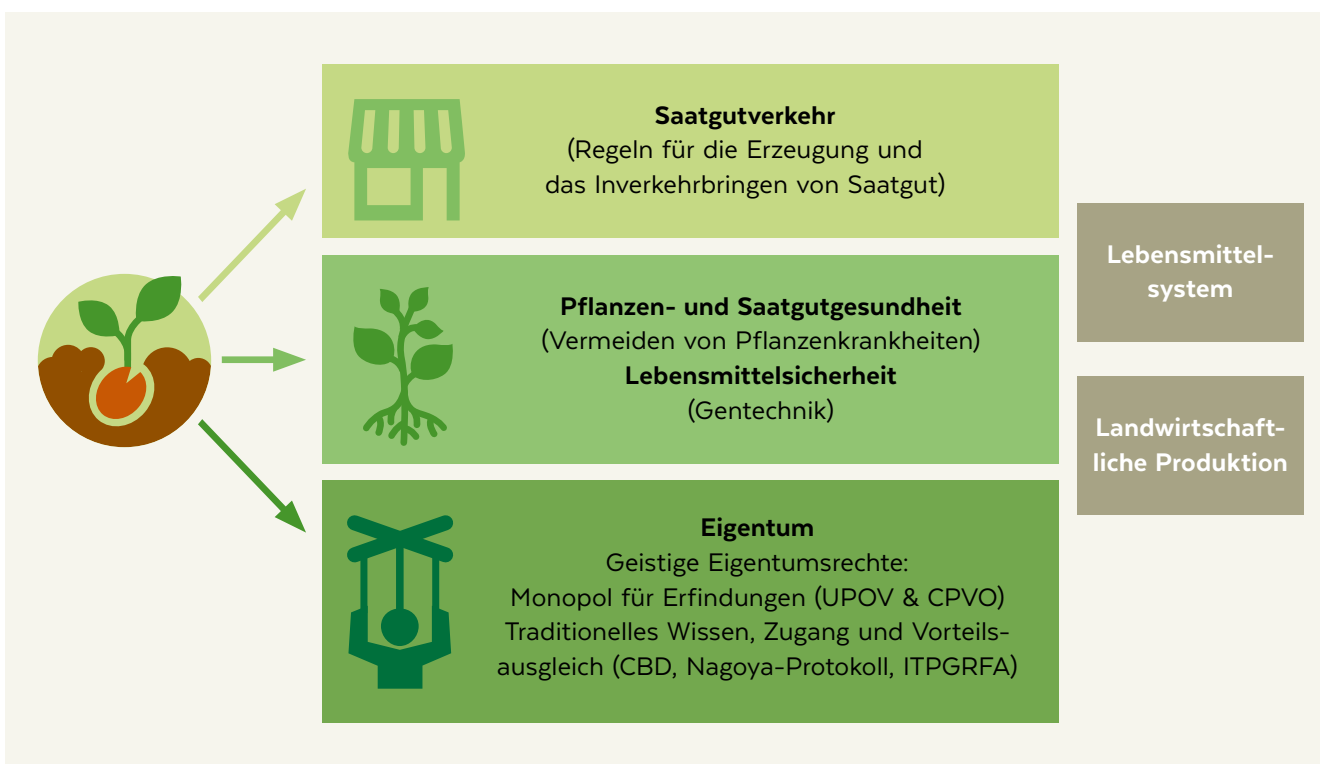 Saatgutverkehr
(Regeln für die Erzeugung und
das Inverkehrbringen von Saatgut)
Pflanzen- und Saatgutgesundheit
(Vermeiden von Pflanzenkrankheiten)
Lebensmittelsicherheit
(Gentechnik)
Eigentum
Geistige Eigentumsrechte:
Monopol für Erfindungen (UPOV & CPVO)
Traditionelles Wissen, Zugang und Vorteils-
ausgleich (CBD, Nagoya-Protokoll, ITPGRFA)
Lebensmittel-
system
Landwirtschaft-
liche Produktion